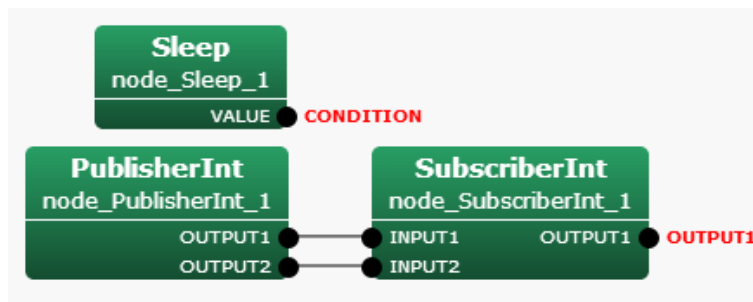 Sleep
node_Sleep_1
VALUE CONDITION
PublisherInt SubscriberInt
node_PublisherInt_1 node_SubscriberInt_1
OUTPUT1 INPUT1 OUTPUT1 OUTPUT1
OUTPUT2 INPUT2